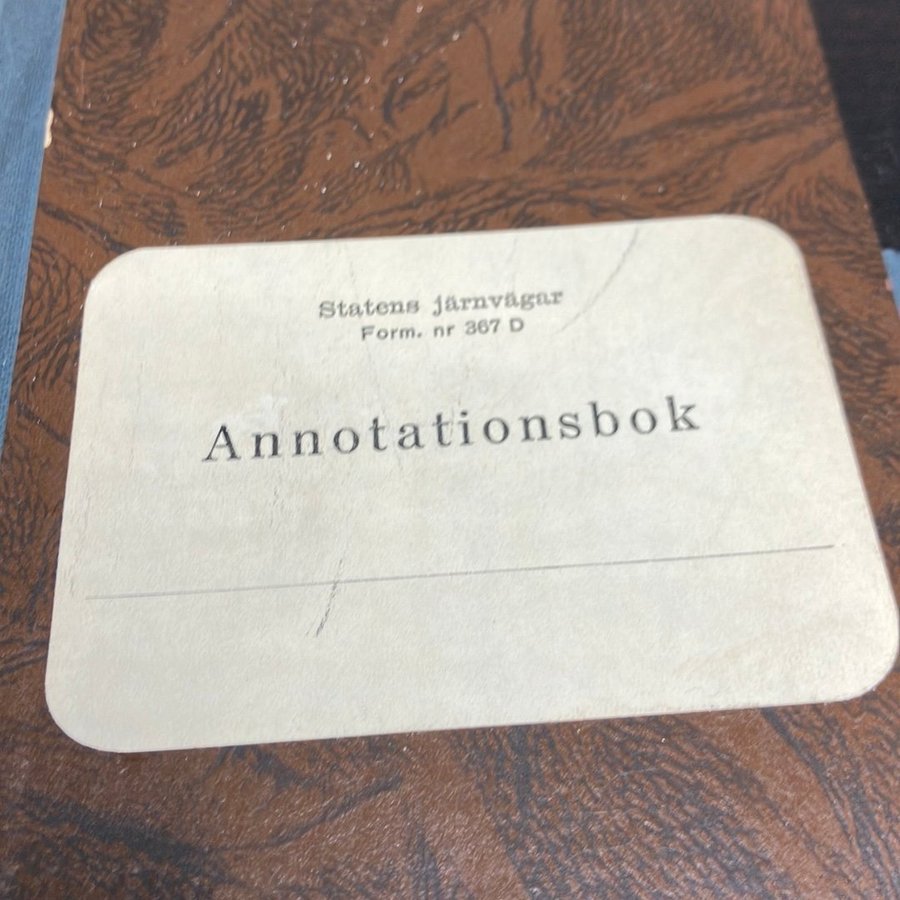 Statens järnvägar
Form. nr 367 D
Annotationsbok